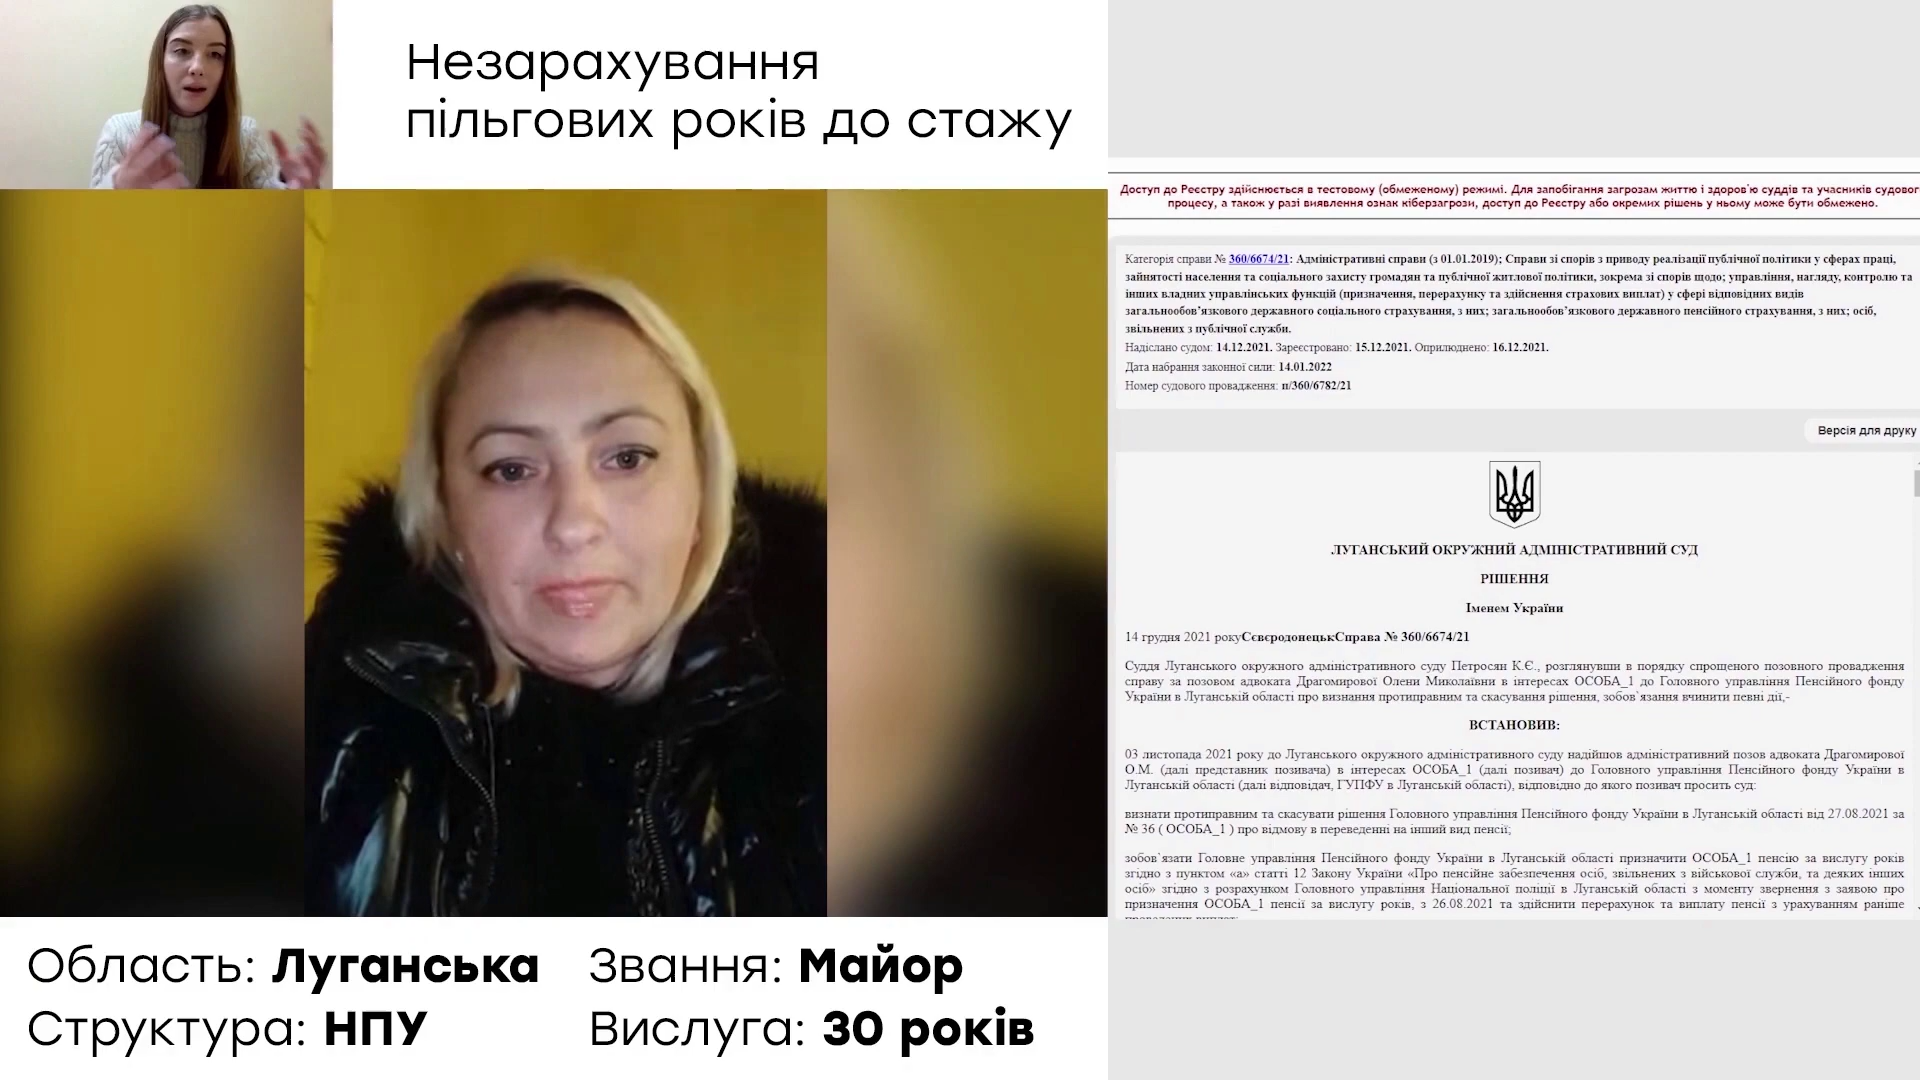 Незарахування
пільгових років до стажу
Область: Луганська
Структура: НПУ
Звання: Майор
Вислуга: 30 років
Доступ до Реєстру здійснюється в тестовому (обмеженому) режимі. Для запобігання загрозам життю і здоров'ю суддів та учасників судовог
процесу, а також у разі виявлення ознак кіберзагрози, доступ до Реєстру або окремих рішень у ньому може бути обмежено.
Категорія справи № 360/6674/21: Адміністративні справи (з 01.01.2019); Справи зі спорів з приводу реалізації публічної політики у сферах праці,
зайнятості населення та соціального захисту громадян та публічної житлової політики, зокрема зі спорів щодо; управління, нагляду, контролю та
інших владних управлінських функцій (призначення, перерахунку та здійснення страхових виплат) у сфері відповідних видів
загальнообов'язкового державного соціального страхування, з них; загальнообов'язкового державного пенсійного страхування, з них; осіб,
звільнених з публічної служби.
Надіслано судом: 14.12.2021. Зареєстровано: 15.12.2021. Оприлюднено: 16.12.2021.
Дата набрання законної сили: 14.01.2022
Номер судового провадження: п/360/6782/21
Версія для друку
ЛУГАНСЬКИЙ ОКРУЖНИЙ АДМІНІСТРАТИВНИЙ СУД
РІШЕННЯ
Іменем України
14 грудня 2021 рокуСєвєродонецькСправа № 360/6674/21
Суддя Луганського окружного адміністративного суду Петросян К.Є., розглянувши в порядку спрощеного позовного провадження
справу за позовом адвоката Драгомирової Олени Миколаївни в інтересах ОСОБА_1 до Головного управління Пенсійного фонду
України в Луганській області про визнання протиправним та скасування рішення, зобов`язання вчинити певні дії,-
ВСТАНОВИВ:
03 листопада 2021 року до Луганського окружного адміністративного суду надійшов адміністративний позов адвоката Драгомирової
О.М. (далі представник позивача) в інтересах ОСОБА_1 (далі позивач) до Головного управління Пенсійного фонду України в
Луганській області (далі відповідач, ГУПФУ в Луганській області), відповідно до якого позивач просить суд:
визнати протиправним та скасувати рішення Головного управління Пенсійного фонду України в Луганській області від 27.08.2021 за
№ 36 ( ОСОБА_1 ) про відмову в переведенні на інший вид пенсії;
зобов`язати Головне управління Пенсійного фонду України в Луганській області призначити ОСОБА_1 пенсію за вислугу років
згідно з пунктом «а» статті 12 Закону України «Про пенсійне забезпечення осіб, звільнених з військової служби, та деяких інших
осіб» згідно з розрахунком Головного управління Національної поліції в Луганській області з моменту звернення з заявою про
призначення ОСОБА_1 пенсії за вислугу років, з 26.08.2021 та здійснити перерахунок та виплату пенсії з урахуванням раніше